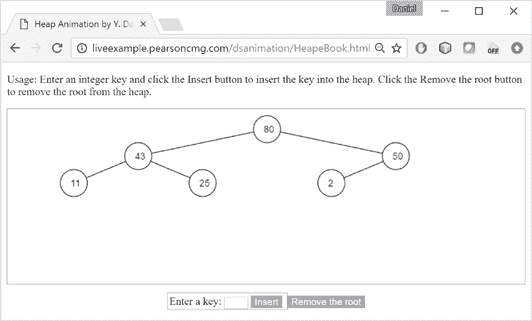 Daniel
Heap Animation by Y. Da
liveexample.pearsoncmg.com/dsanimation/HeapeBook.html
OFF
Usage: Enter an integer key and click the Insert button to insert the key into the heap. Click the Remove the root button
to remove the root from the heap.
80
43 50
11 25 2
Enter a key: Insert Remove the root